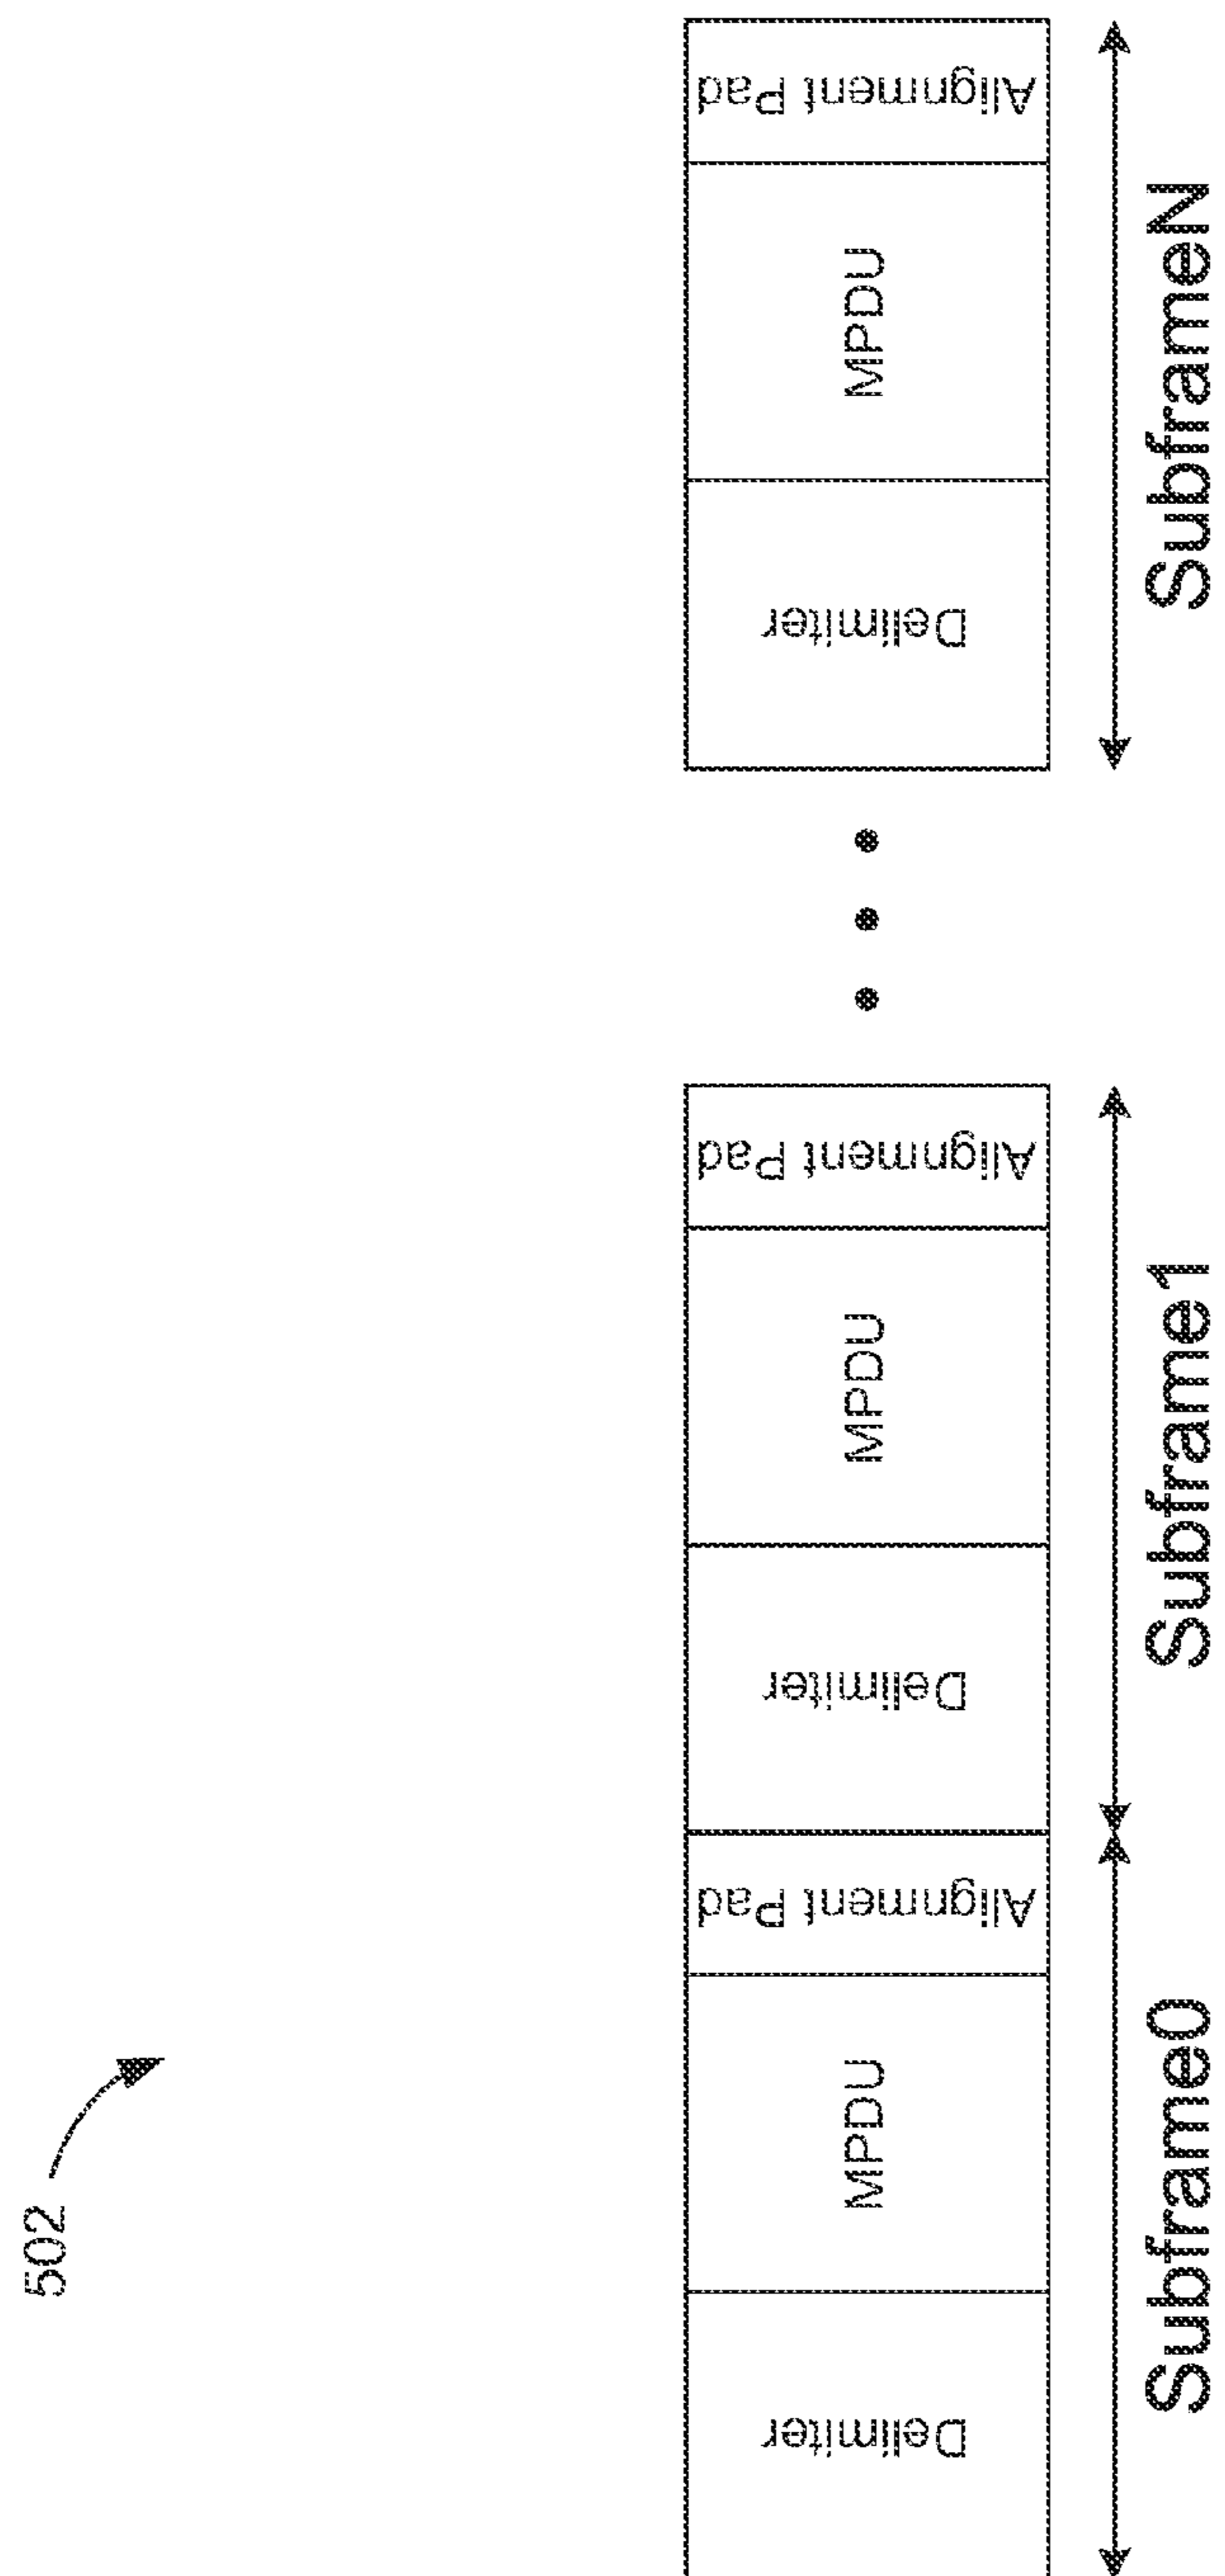 502
Delimiter
MPDU
Alignment Pad
Delimiter
MPDU
Alignment Pad
Delimiter
MPDU
Alignment Pad
Subframe0
Subframe1
SubframeN